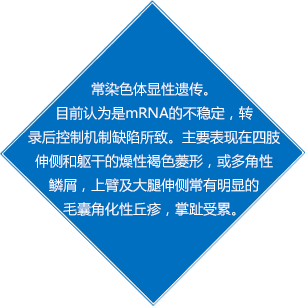 常染色体显性遗传。
目前认为是mRNA的不稳定，转
录后控制机制缺陷所致。主要表现在四肢
伸侧和躯干的燥性褐色菱形，或多角性
鳞屑，上臂及大腿伸侧常有明显的
毛囊角化性丘疹，掌趾受累。